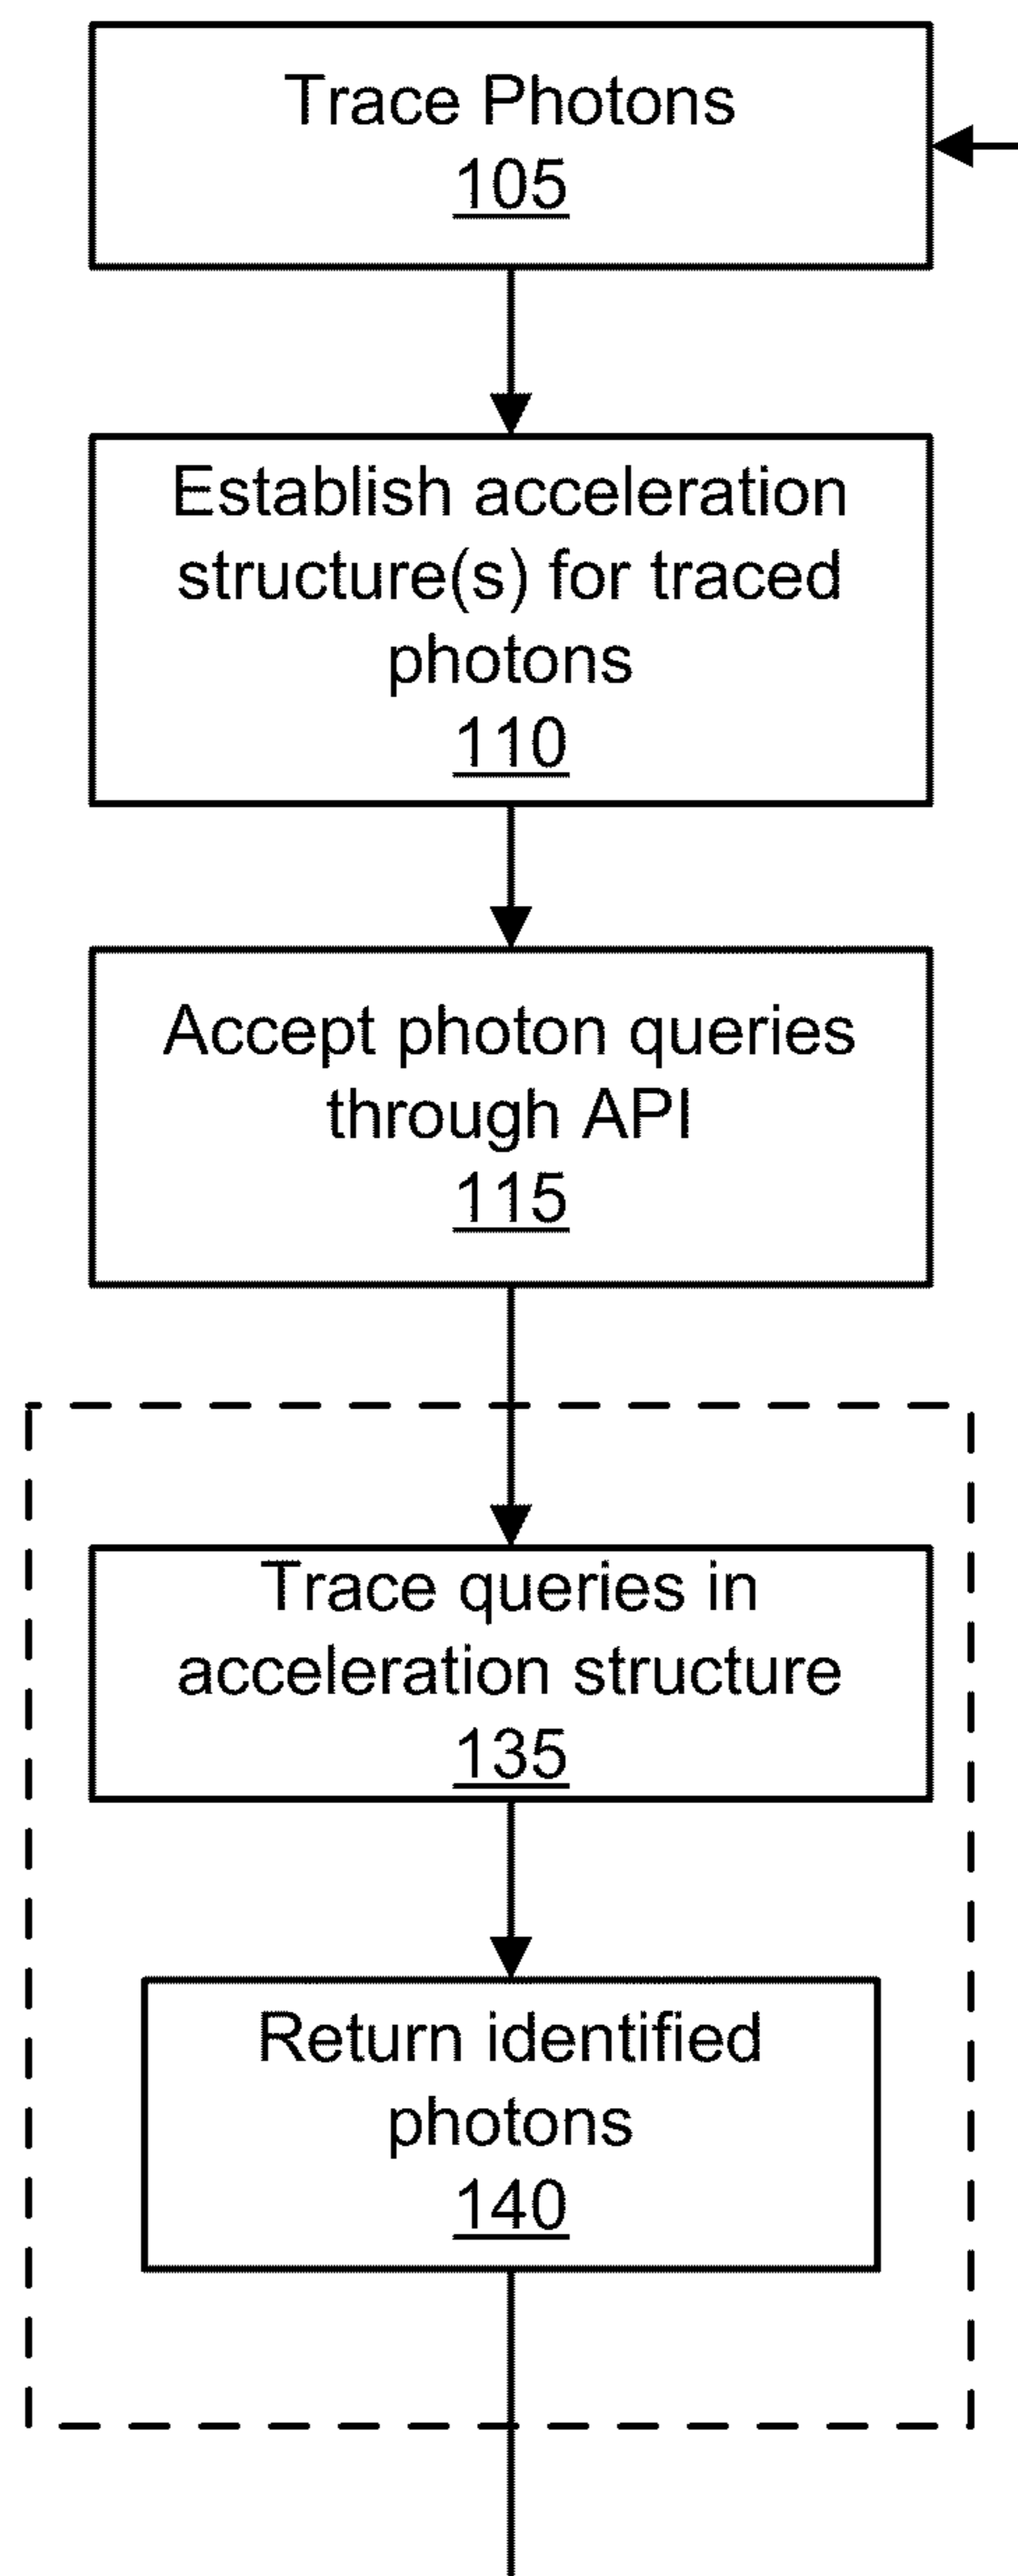 Trace Photons
105
Establish acceleration
structure(s) for traced
photons
110
Accept photon queries
through API
115
Trace queries in
acceleration structure
135
Return identified
photons
140